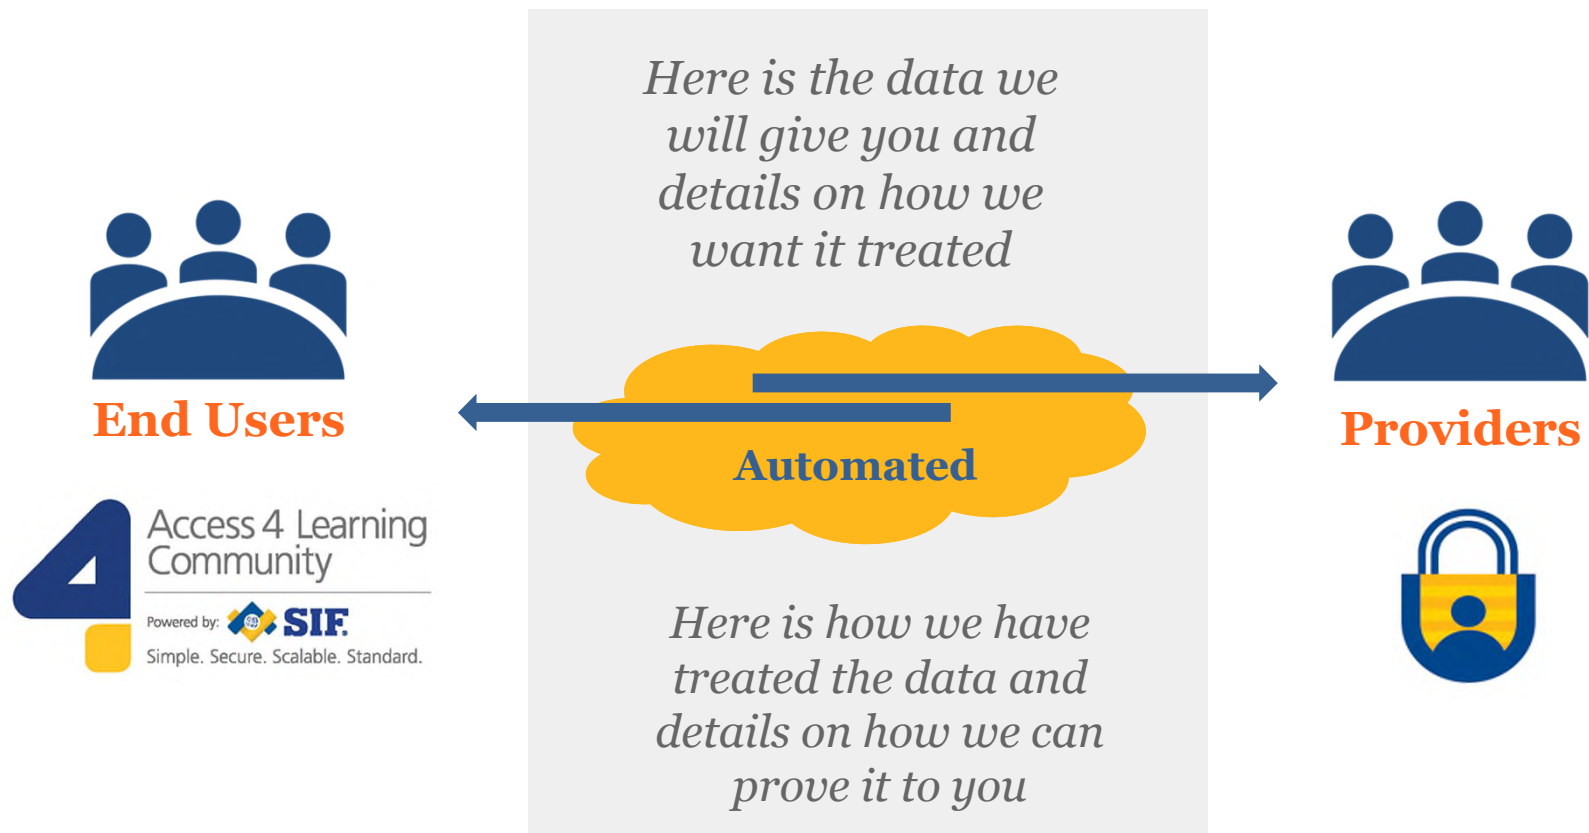 Here is the data we
will give you and
details on how we
want it treated
End Users
Providers
Automated
4
Access 4 Learning
Community
Powered by: SIF
Simple. Secure. Scalable. Standard.
Here is how we have
treated the data and
details on how we can
prove it to you